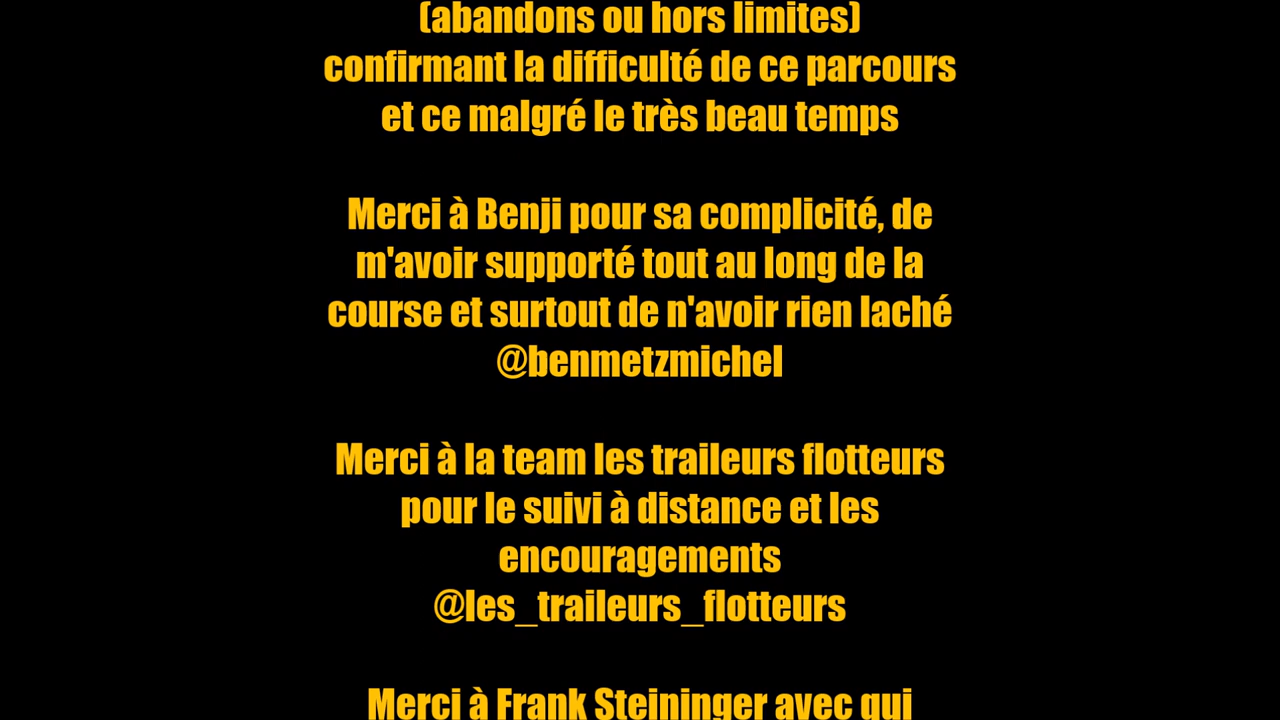 (abandons ou hors limites)
confirmant la difficulté de ce parcours
et ce malgré le très beau temps
Merci à Benji pour sa complicité, de
m'avoir supporté tout au long de la
course et surtout de n'avoir rien laché
@benmetzmichel
Merci à la team les traileurs flotteurs
pour le suivi à distance et les
encouragements
@les_traileurs_flotteurs
Merci à Frank Steininger avec qui